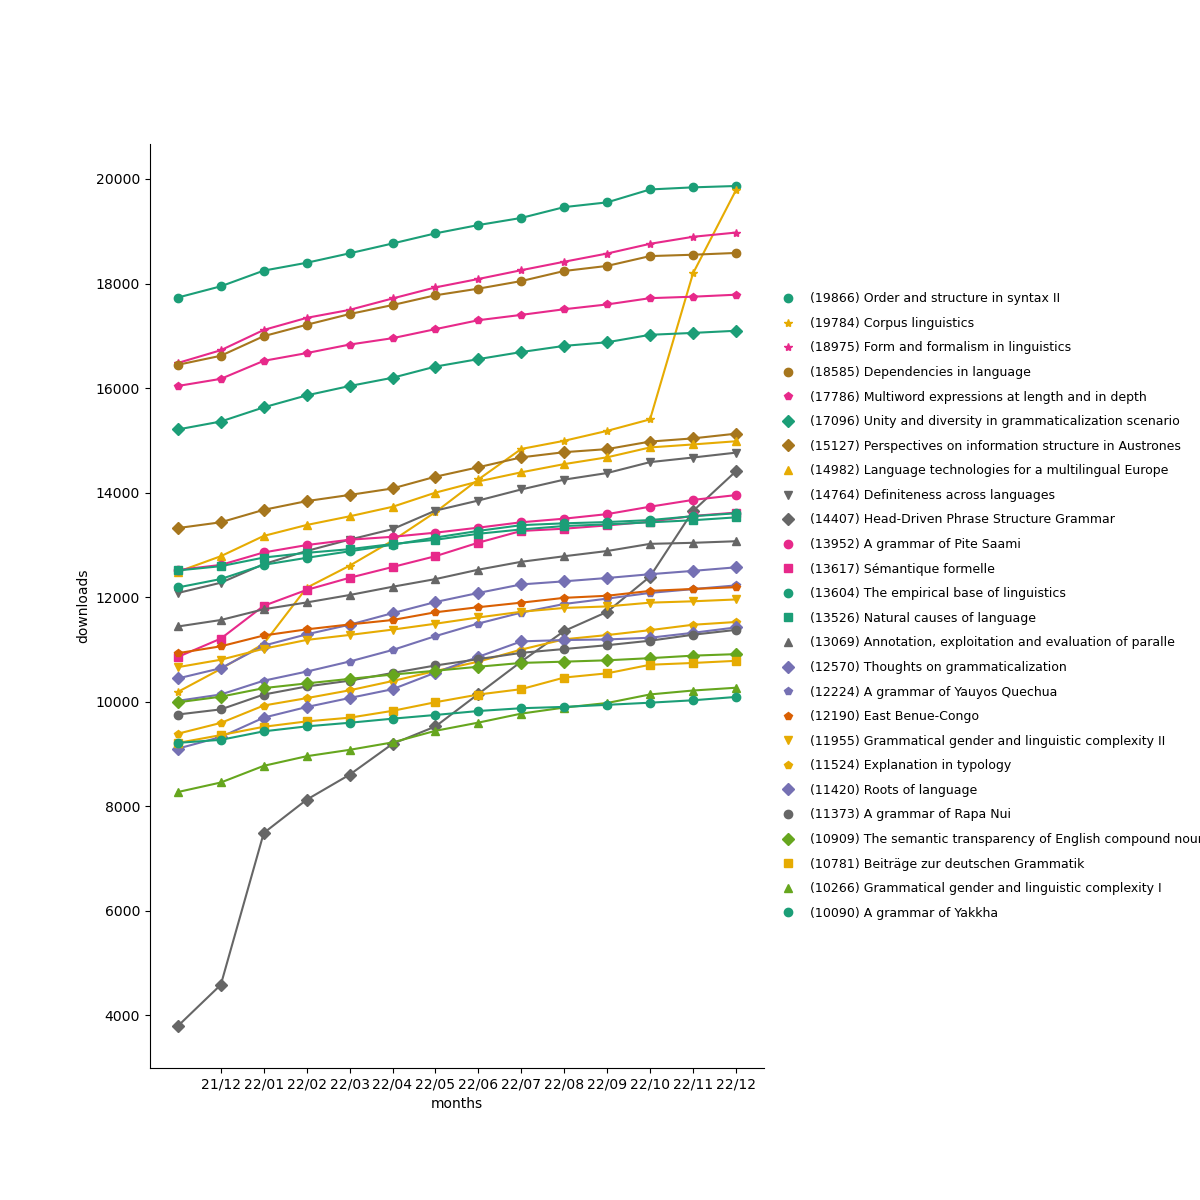 20000
18000
16000
14000
12000
10000
8000
6000
4000
downloads
21/12 22/01 22/02 22/03 22/04 22/05 22/06 22/07 22/08 22/09 22/10 22/11 22/12
months
(19866) Order and structure in syntax II
(19784) Corpus linguistics
(18975) Form and formalism in linguistics
(18585) Dependencies in language
(17786) Multiword expressions at length and in depth
(17096) Unity and diversity in grammaticalization scenario
(15127) Perspectives on information structure in Austrones
(14982) Language technologies for a multilingual Europe
(14764) Definiteness across languages
(14407) Head-Driven Phrase Structure Grammar
(13952) A grammar of Pite Saami
(13617) Sémantique formelle
(13604) The empirical base of linguistics
(13526) Natural causes of language
(13069) Annotation, exploitation and evaluation of paralle
(12570) Thoughts on grammaticalization
(12224) A grammar of Yauyos Quechua
(12190) East Benue-Congo
(11955) Grammatical gender and linguistic complexity II
(11524) Explanation in typology
(11420) Roots of language
(11373) A grammar of Rapa Nui
(10909) The semantic transparency of English compound nou
(10781) Beiträge zur deutschen Grammatik
(10266) Grammatical gender and linguistic complexity I
(10090) A grammar of Yakkha